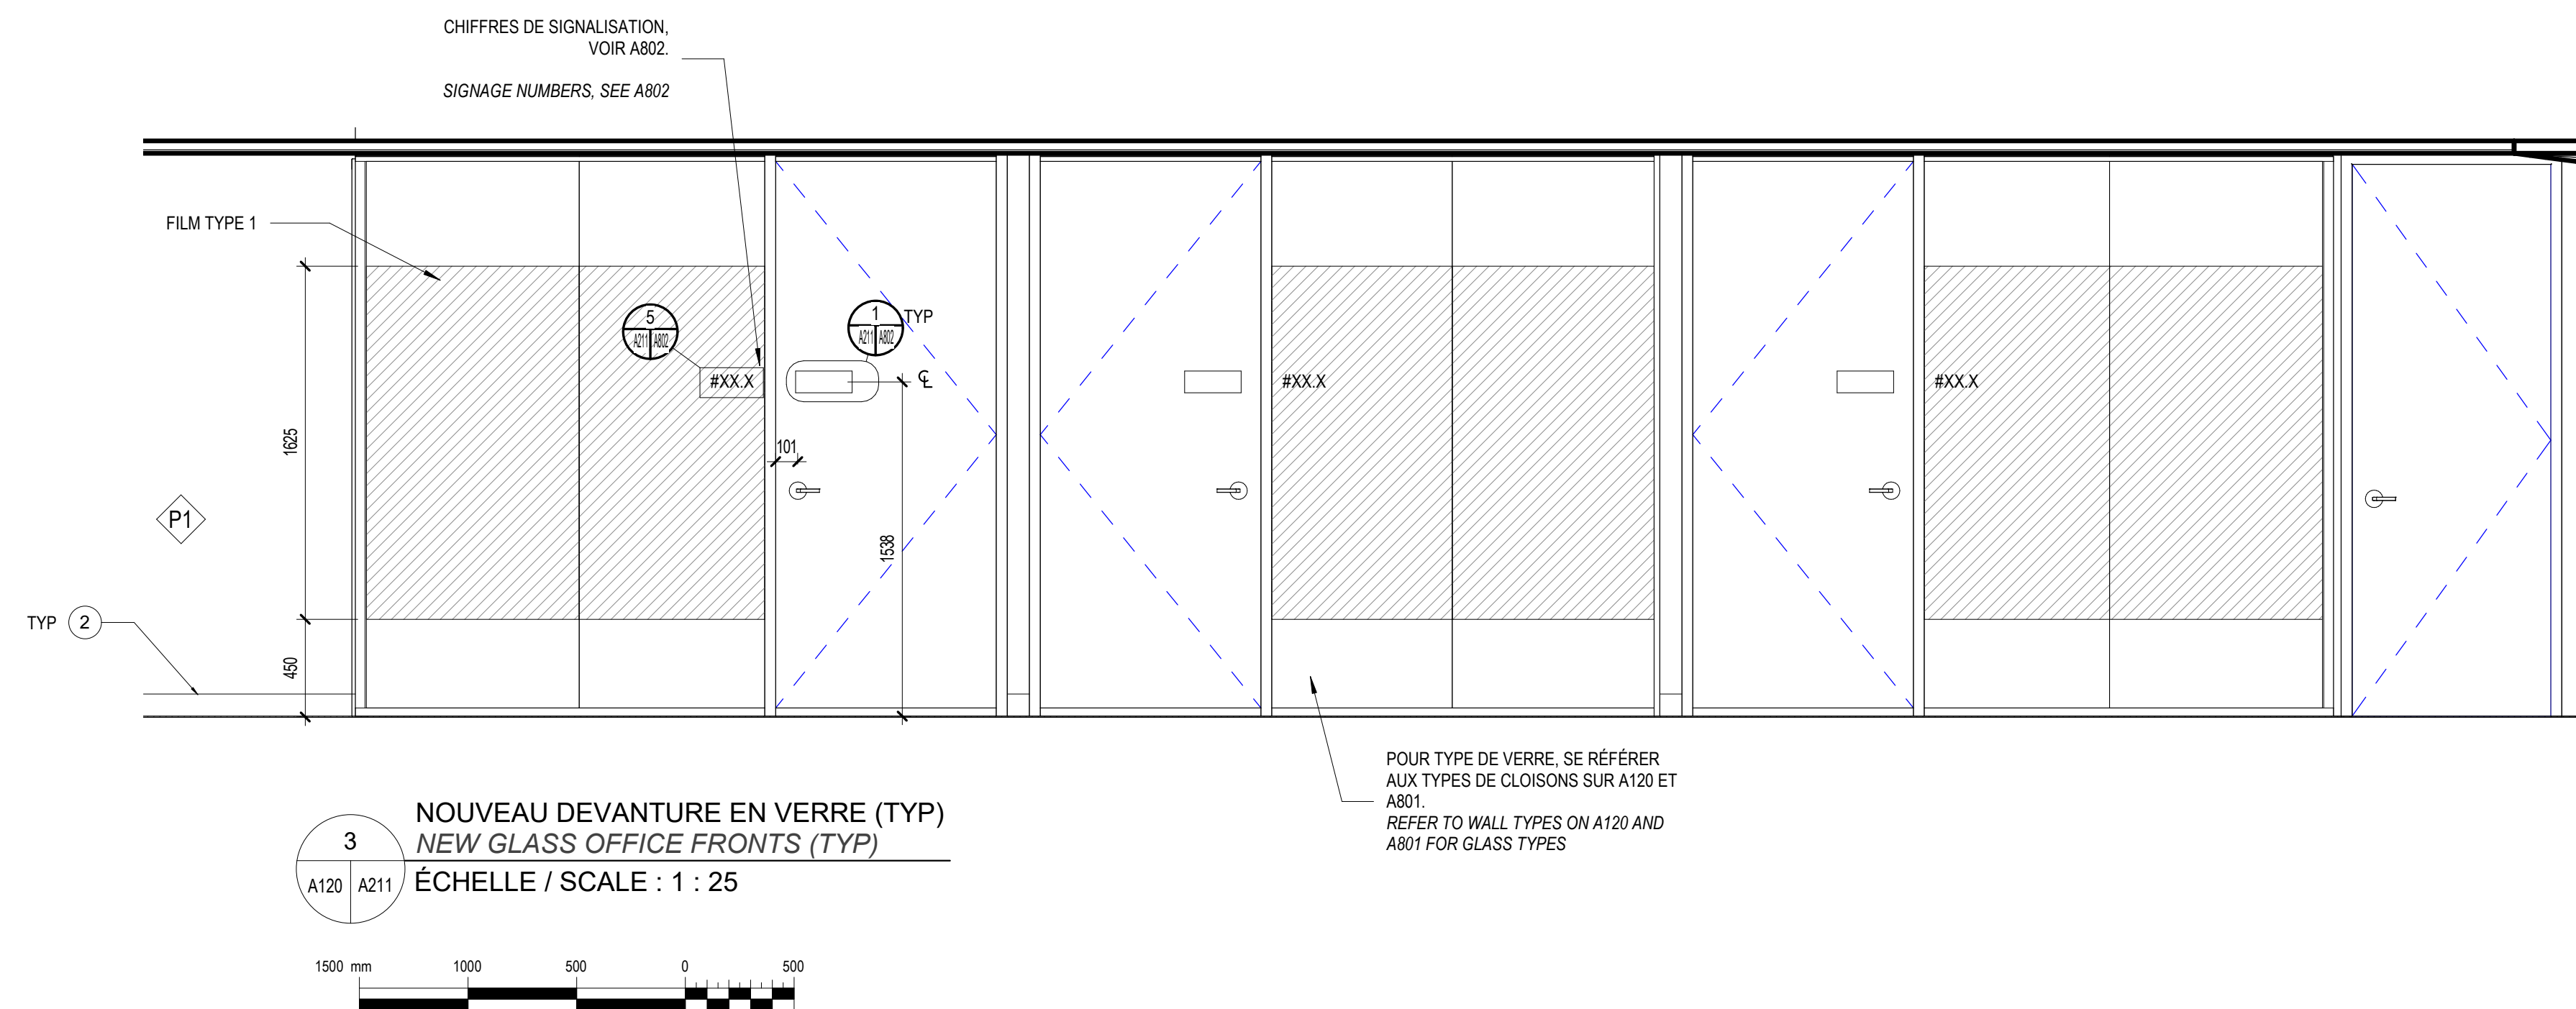 CHIFFRES DE SIGNALISATION,
VOIR A802.
SIGNAGE NUMBERS, SEE A802
FILM TYPE 1
5
A211 A802
1
A211 A802
TYP
#XX.X
℄
#XX.X
#XX.X
101
1625
1538
P1
TYP 2
450
POUR TYPE DE VERRE, SE RÉFÉRER
AUX TYPES DE CLOISONS SUR A120 ET
A801.
REFER TO WALL TYPES ON A120 AND
A801 FOR GLASS TYPES
3
A120 A211
NOUVEAU DEVANTURE EN VERRE (TYP)
NEW GLASS OFFICE FRONTS (TYP)
ÉCHELLE / SCALE : 1 : 25
1500 mm 1000 500 0 500